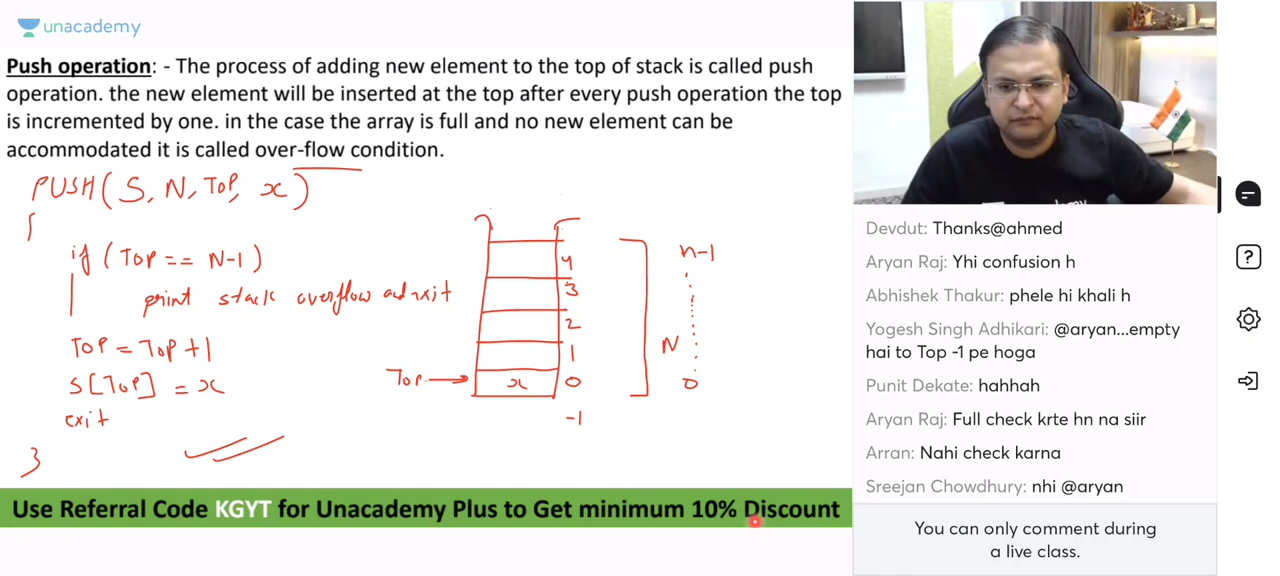 unacademy
Push operation: - The process of adding new element to the top of stack is called push
operation. the new element will be inserted at the top after every push operation the top
is incremented by one. in the case the array is full and no new element can be
accommodated it is called over-flow condition.
PUSH(S, N, TOP, x)
{
if (TOP == N-1)
print stack overflow and exit
TOP = TOP + 1
S[TOP] = x
exit
}
4
3
2
1
TOP → x 0
-1
N
n-1
0
Use Referral Code KGYT for Unacademy Plus to Get minimum 10% Discount
Devdut: Thanks@ahmed
Aryan Raj: Yhi confusion h
Abhishek Thakur: phele hi khali h
Yogesh Singh Adhikari: @aryan...empty
hai to Top -1 pe hoga
Punit Dekate: hahhah
Aryan Raj: Full check krte hn na siir
Arran: Nahi check karna
Sreejan Chowdhury: nhi @aryan
You can only comment during
a live class.
?